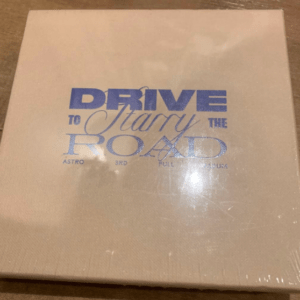 DRIVE
TO Starry THE
ROAD
ASTRO 3RD FULL